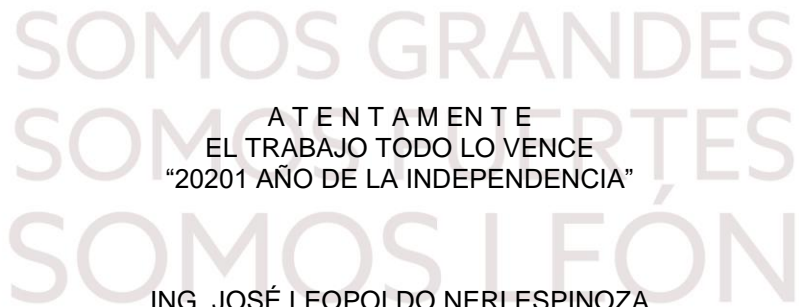 SOMOS GRANDES
A T E N T A M EN T E
SOMOS FUERTES
EL TRABAJO TODO LO VENCE
“20201 AÑO DE LA INDEPENDENCIA”
SOMOS LEÓN
ING. JOSÉ LEOPOLDO NERI ESPINOZA